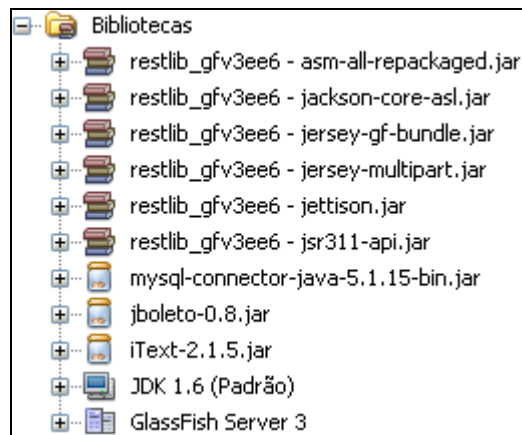 Bibliotecas
restlib_gfv3ee6 - asm-all-repackaged.jar
restlib_gfv3ee6 - jackson-core-asl.jar
restlib_gfv3ee6 - jersey-gf-bundle.jar
restlib_gfv3ee6 - jersey-multipart.jar
restlib_gfv3ee6 - jettison.jar
restlib_gfv3ee6 - jsr311-api.jar
mysql-connector-java-5.1.15-bin.jar
jboleto-0.8.jar
iText-2.1.5.jar
JDK 1.6 (Padrão)
GlassFish Server 3